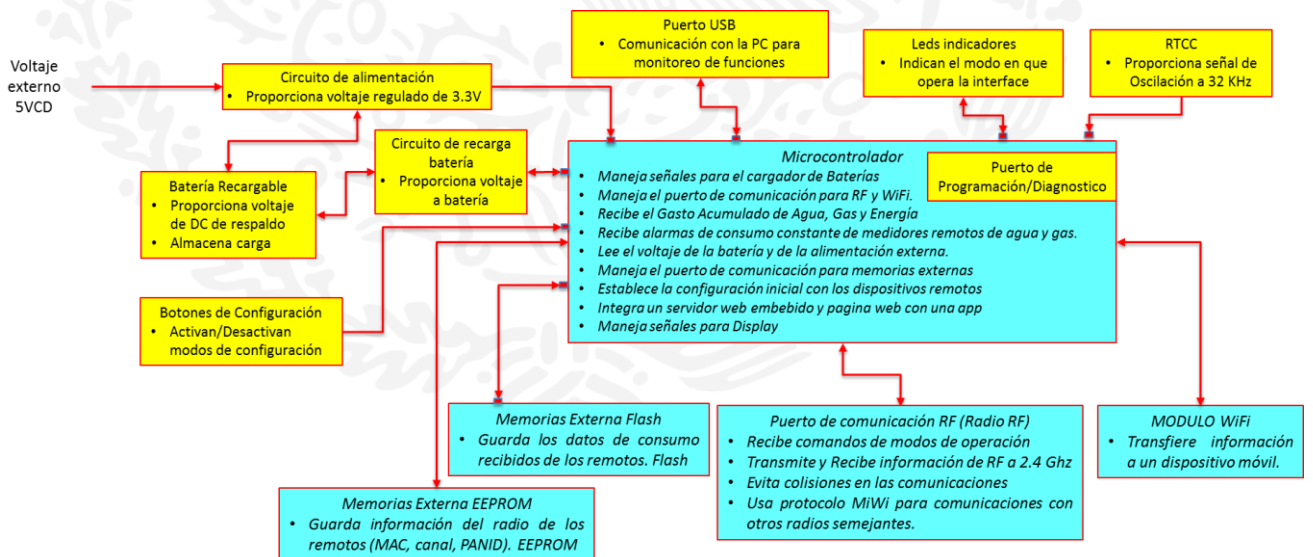 Voltaje
externo
5VCD
Circuito de alimentación
• Proporciona voltaje regulado de 3.3V
Puerto USB
• Comunicación con la PC para
monitoreo de funciones
Leds indicadores
• Indican el modo en que
opera la interface
RTCC
• Proporciona señal de
Oscilación a 32 KHz
Batería Recargable
• Proporciona voltaje
de DC de respaldo
• Almacena carga
Circuito de recarga
batería
• Proporciona voltaje
a batería
Microcontrolador
• Maneja señales para el cargador de Baterías
• Maneja el puerto de comunicación para RF y WiFi.
• Recibe el Gasto Acumulado de Agua, Gas y Energía
• Recibe alarmas de consumo constante de medidores remotos de agua y gas.
• Lee el voltaje de la batería y de la alimentación externa.
• Maneja el puerto de comunicación para memorias externas
• Establece la configuración inicial con los dispositivos remotos
• Integra un servidor web embebido y pagina web con una app
• Maneja señales para Display
Puerto de
Programación/Diagnostico
Botones de Configuración
• Activan/Desactivan
modos de configuración
Memorias Externa Flash
• Guarda los datos de consumo
recibidos de los remotos. Flash
Memorias Externa EEPROM
• Guarda información del radio de los
remotos (MAC, canal, PANID). EEPROM
Puerto de comunicación RF (Radio RF)
• Recibe comandos de modos de operación
• Transmite y Recibe información de RF a 2.4 Ghz
• Evita colisiones en las comunicaciones
• Usa protocolo MiWi para comunicaciones con
otros radios semejantes.
MODULO WiFi
• Transfiere información
a un dispositivo móvil.